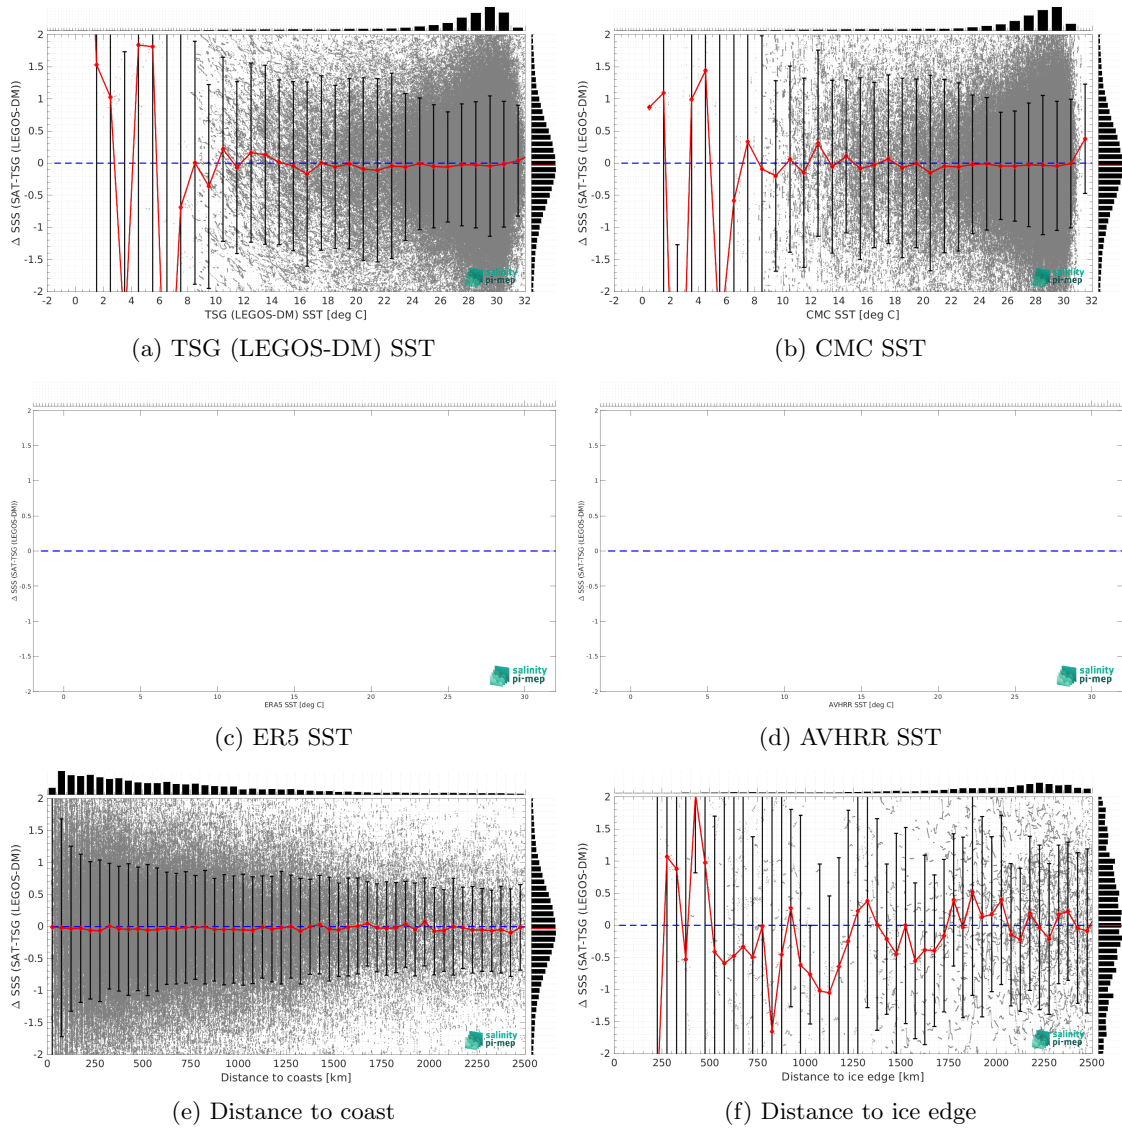 2
1.5
1
0.5
0
-0.5
-1
-1.5
-2
Δ SSS (SAT-TSG (LEGOS-DM))
-2 0 2 4 6 8 10 12 14 16 18 20 22 24 26 28 30 32
TSG (LEGOS-DM) SST [deg C]
salinity
pi-mep
(a) TSG (LEGOS-DM) SST
2
1.5
1
0.5
0
-0.5
-1
-1.5
-2
Δ SSS (SAT-TSG (LEGOS-DM))
-2 0 2 4 6 8 10 12 14 16 18 20 22 24 26 28 30 32
CMC SST [deg C]
salinity
pi-mep
(b) CMC SST
2
1.5
1
0.5
0
-0.5
-1
-1.5
-2
Δ SSS (SAT-TSG (LEGOS-DM))
0 5 10 15 20 25 30
ERA5 SST [deg C]
salinity
pi-mep
(c) ER5 SST
2
1.5
1
0.5
0
-0.5
-1
-1.5
-2
Δ SSS (SAT-TSG (LEGOS-DM))
0 5 10 15 20 25 30
AVHRR SST [deg C]
salinity
pi-mep
(d) AVHRR SST
2
1.5
1
0.5
0
-0.5
-1
-1.5
-2
Δ SSS (SAT-TSG (LEGOS-DM))
0 250 500 750 1000 1250 1500 1750 2000 2250 2500
Distance to coasts [km]
salinity
pi-mep
(e) Distance to coast
2
1.5
1
0.5
0
-0.5
-1
-1.5
-2
Δ SSS (SAT-TSG (LEGOS-DM))
0 250 500 750 1000 1250 1500 1750 2000 2250 2500
Distance to ice edge [km]
salinity
pi-mep
(f) Distance to ice edge